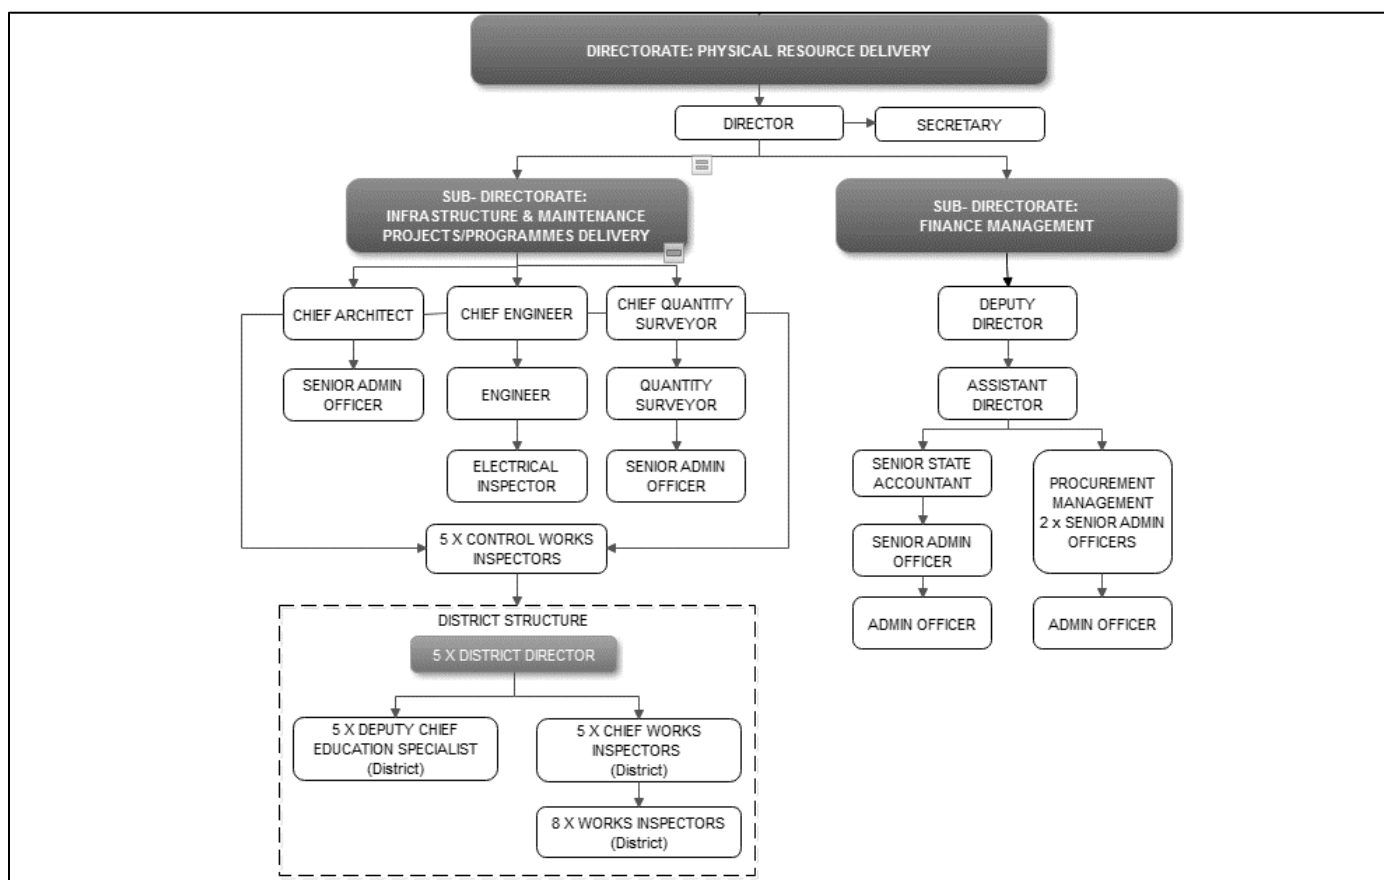 DIRECTORATE: PHYSICAL RESOURCE DELIVERY
DIRECTOR
SECRETARY
SUB- DIRECTORATE:
INFRASTRUCTURE & MAINTENANCE
PROJECTS/PROGRAMMES DELIVERY
SUB- DIRECTORATE:
FINANCE MANAGEMENT
CHIEF ARCHITECT
CHIEF ENGINEER
CHIEF QUANTITY
SURVEYOR
DEPUTY
DIRECTOR
SENIOR ADMIN
OFFICER
ENGINEER
QUANTITY
SURVEYOR
ASSISTANT
DIRECTOR
ELECTRICAL
INSPECTOR
SENIOR ADMIN
OFFICER
SENIOR STATE
ACCOUNTANT
PROCUREMENT
MANAGEMENT
2 x SENIOR ADMIN
OFFICERS
5 X CONTROL WORKS
INSPECTORS
SENIOR ADMIN
OFFICER
ADMIN OFFICER
ADMIN OFFICER
DISTRICT STRUCTURE
5 X DISTRICT DIRECTOR
5 X DEPUTY CHIEF
EDUCATION SPECIALIST
(District)
5 X CHIEF WORKS
INSPECTORS
(District)
8 X WORKS INSPECTORS
(District)